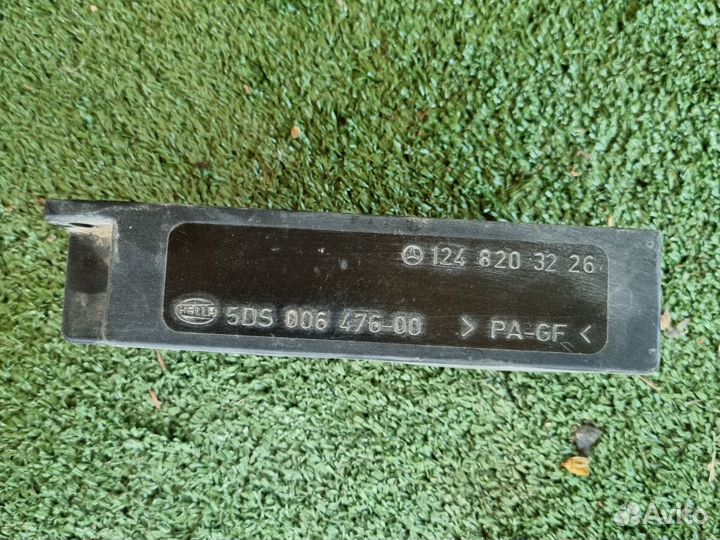 124 820 32 26
HELLA 5DS 006 476-00 > PA-GF <
Avito